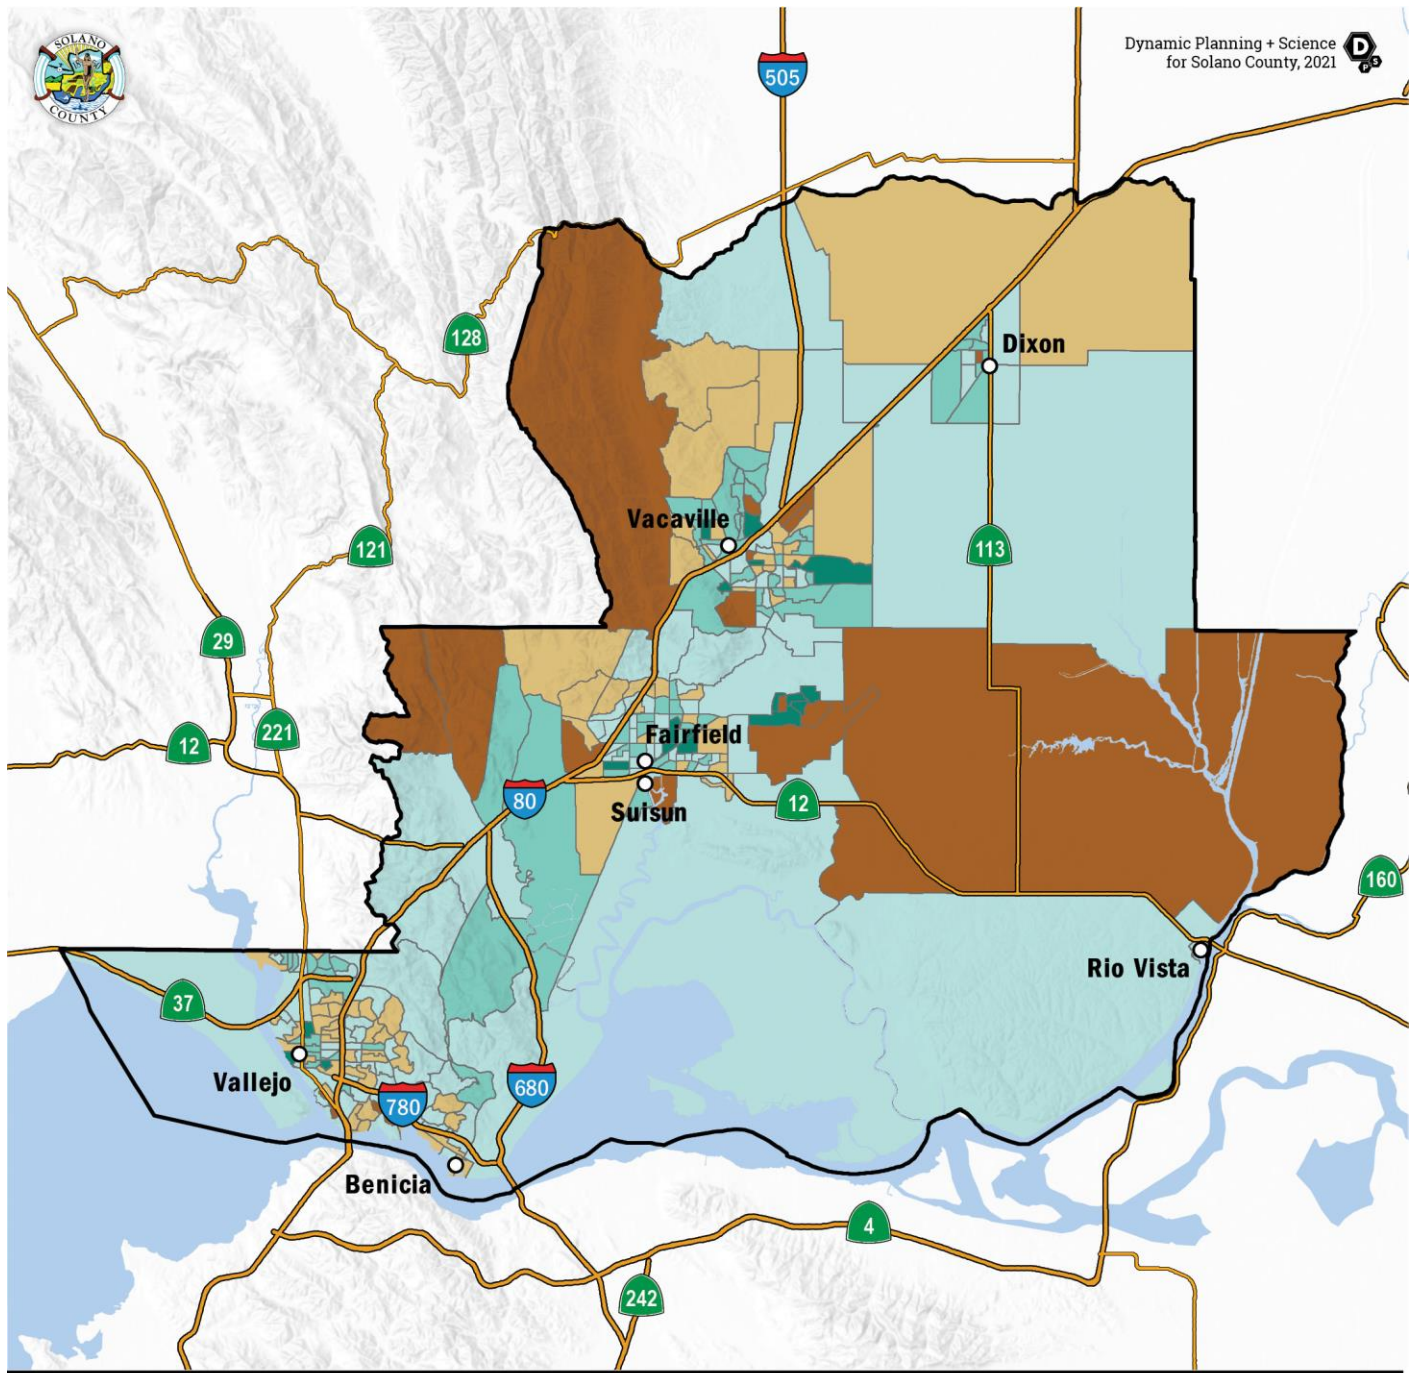 SOLANO
COUNTY
Dynamic Planning + Science
for Solano County, 2021
D
P
S
505
128
Dixon
Vacaville
121
113
29
12
221
Fairfield
80
Suisun
12
160
Rio Vista
37
Vallejo
680
780
Benicia
4
242